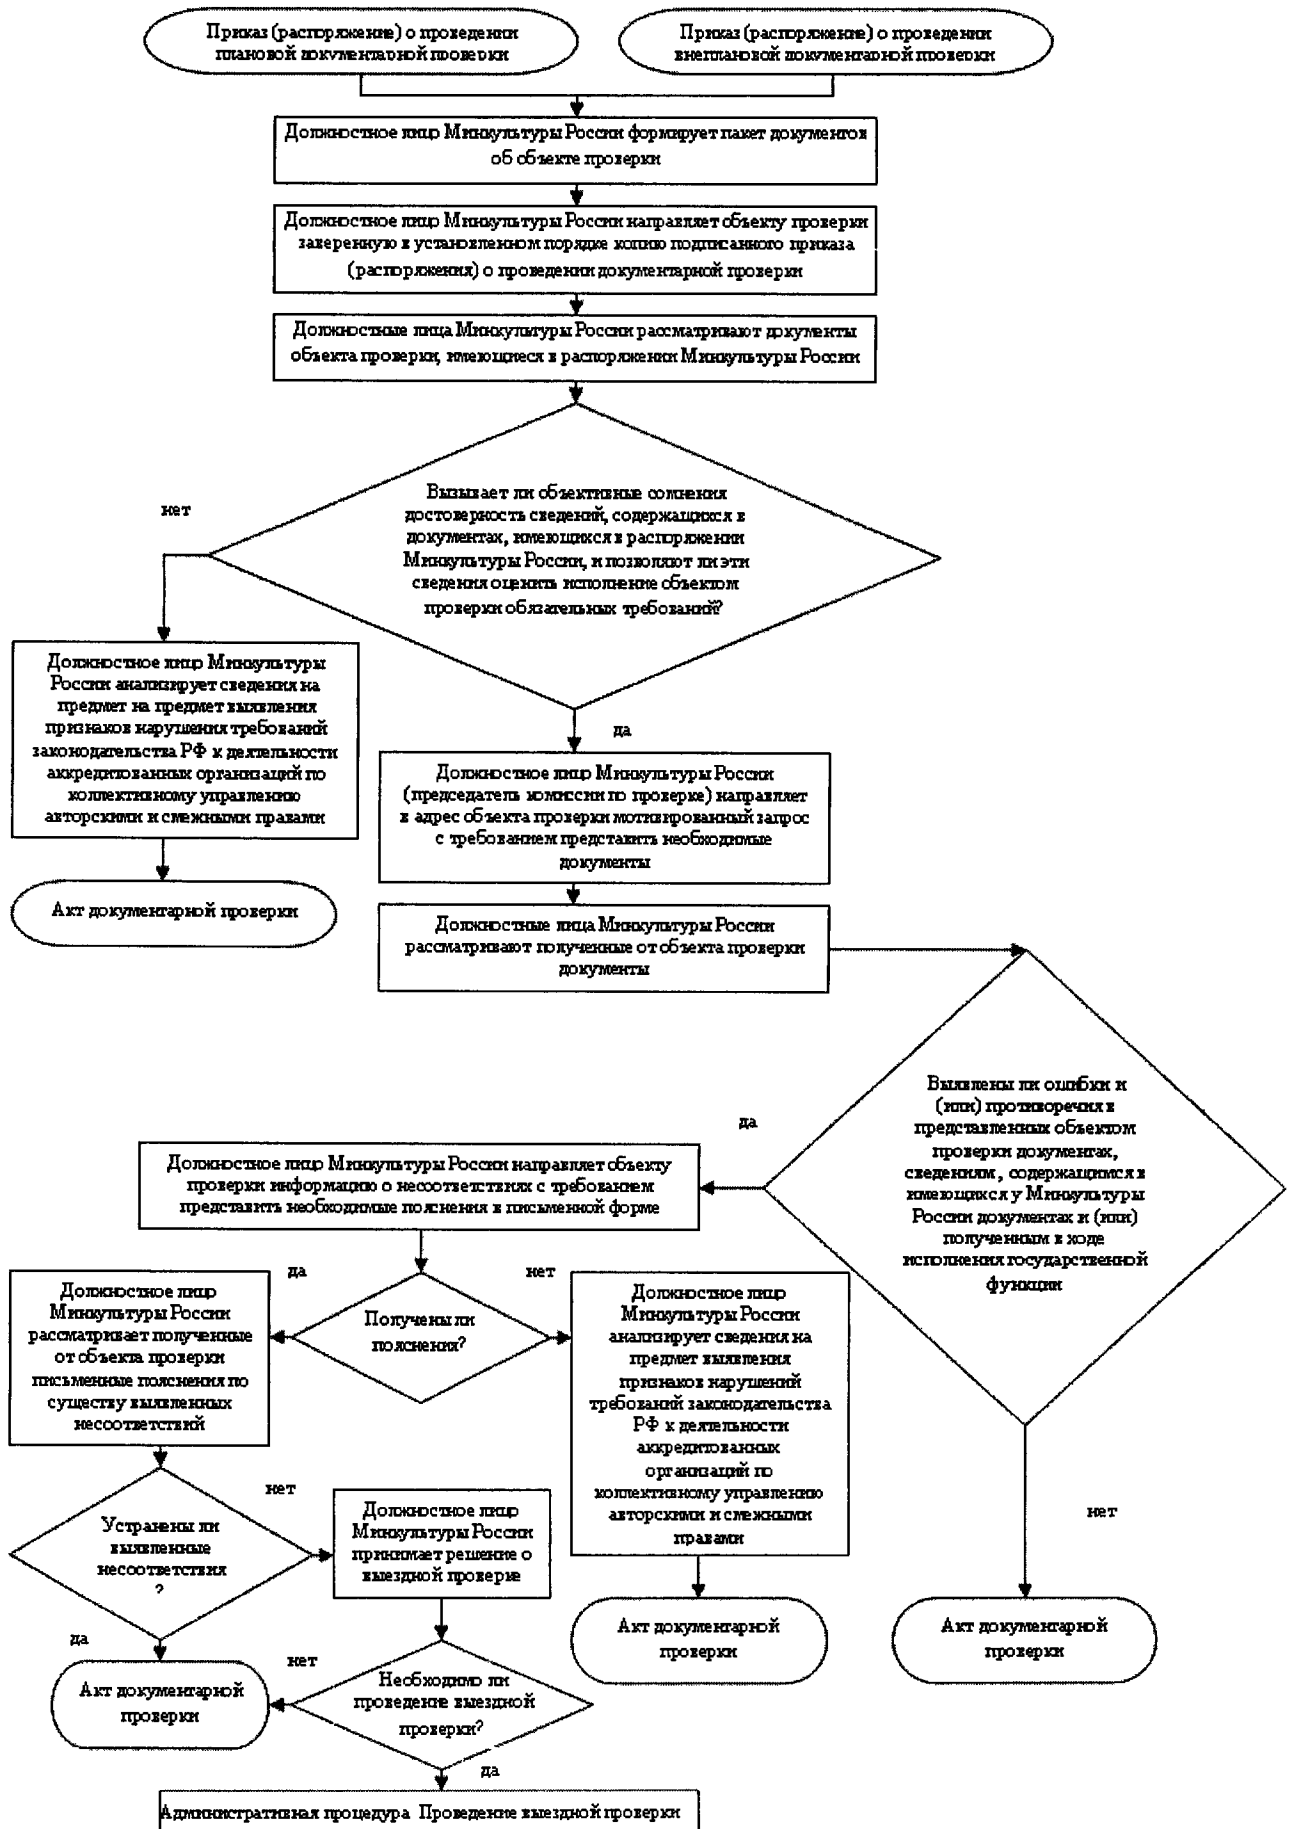 Приказ (распоряжение) о проведении
плановой документарной проверки
Приказ (распоряжение) о проведении
внеплановой документарной проверки
Должностное лицо Минкультуры России формирует пакет документов
об объекте проверки
Должностное лицо Минкультуры России направляет объекту проверки
заверенную в установленном порядке копию подписанного приказа
(распоряжения) о проведении документарной проверки
Должностные лица Минкультуры России рассматривают документы
объекта проверки, имеющиеся в распоряжении Минкультуры России
Вызывает ли объективные сомнения
достоверность сведений, содержащихся в
документах, имеющихся в распоряжении
Минкультуры России, и позволяют ли эти
сведения оценить исполнение объектом
проверки обязательных требований?
нет
Должностное лицо Минкультуры
России анализирует сведения на
предмет на предмет выявления
признаков нарушения требований
законодательства РФ к деятельности
аккредитованных организаций по
коллективному управлению
авторскими и смежными правами
Акт документарной проверки
да
Должностное лицо Минкультуры России
(председатель комиссии по проверке) направляет
в адрес объекта проверки мотивированный запрос
с требованием представить необходимые
документы
Должностные лица Минкультуры России
рассматривают полученные от объекта проверки
документы
Выявлены ли ошибки и
(или) противоречия в
представленных объектом
проверки документах,
сведениям, содержащимся в
имеющихся у Минкультуры
России документах и (или)
полученным в ходе
исполнения государственной
функции
да
Должностное лицо Минкультуры России направляет объекту
проверки информацию о несоответствиях с требованием
представить необходимые пояснения в письменной форме
Получены ли
пояснения?
да
Должностное лицо
Минкультуры России
рассматривает полученные
от объекта проверки
письменные пояснения по
существу выявленных
несоответствий
нет
Должностное лицо
Минкультуры России
анализирует сведения на
предмет выявления
признаков нарушений
требований законодательства
РФ к деятельности
аккредитованных
организаций по
коллективному управлению
авторскими и смежными
правами
Устранены ли
выявленные
несоответствия
?
нет
Должностное лицо
Минкультуры России
принимает решение о
выездной проверке
нет
Акт документарной
проверки
Акт документарной
проверки
да
Акт документарной
проверки
нет
Необходимо ли
проведение выездной
проверки?
да
Административная процедура Проведение выездной проверки